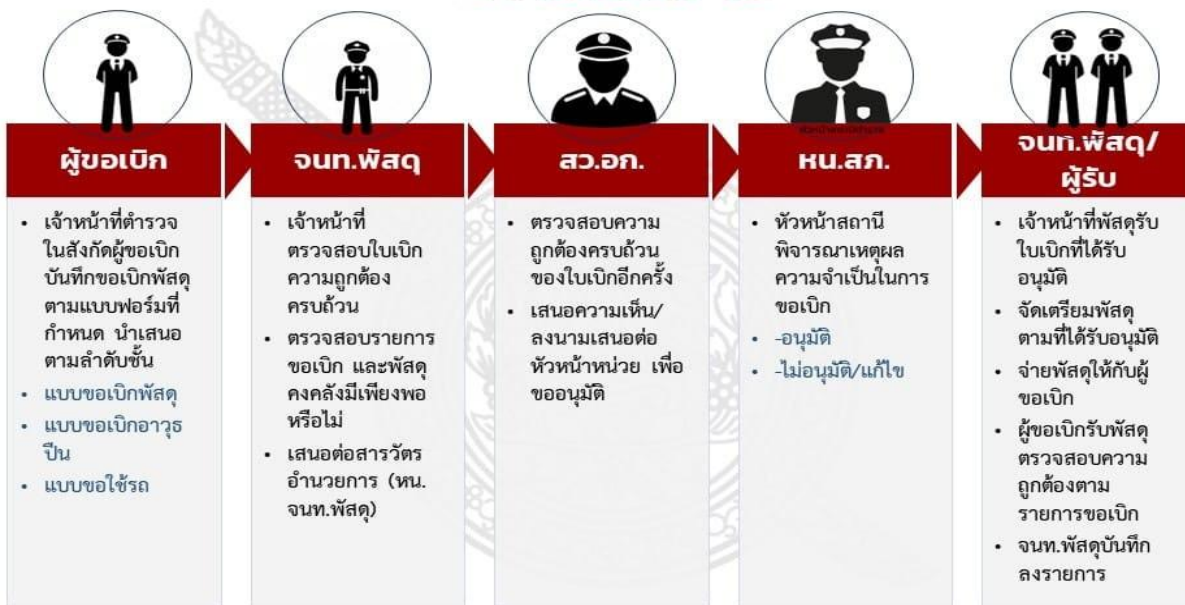 ผู้ขอเบิก
จนท.พัสดุ
สว.อก.
หน.สภ.
จนท.พัสดุ/
ผู้รับ
• เจ้าหน้าที่ตำรวจ
ในสังกัดผู้ขอเบิก
บันทึกขอเบิกพัสดุ
ตามแบบฟอร์มที่
กำหนด นำเสนอ
ตามลำดับชั้น
• แบบขอเบิกพัสดุ
• แบบขอเบิกอาวุธ
ปืน
• แบบขอใช้รถ
• เจ้าหน้าที่
ตรวจสอบใบเบิก
ความถูกต้อง
ครบถ้วน
• ตรวจสอบรายการ
ขอเบิก และพัสดุ
คงคลังมีเพียงพอ
หรือไม่
• เสนอต่อสารวัตร
อำนวยการ (หน.
จนท.พัสดุ)
• ตรวจสอบความ
ถูกต้องครบถ้วน
ของใบเบิกอีกครั้ง
• เสนอความเห็น/
ลงนามเสนอต่อ
หัวหน้าหน่วย เพื่อ
ขออนุมัติ
• หัวหน้าสถานี
พิจารณาเหตุผล
ความจำเป็นในการ
ขอเบิก
• -อนุมัติ
• -ไม่อนุมัติ/แก้ไข
• เจ้าหน้าที่พัสดุรับ
ใบเบิกที่ได้รับ
อนุมัติ
• จัดเตรียมพัสดุ
ตามที่ได้รับอนุมัติ
• จ่ายพัสดุให้กับผู้
ขอเบิก
• ผู้ขอเบิกรับพัสดุ
ตรวจสอบความ
ถูกต้องตาม
รายการขอเบิก
• จนท.พัสดุบันทึก
ลงรายการ